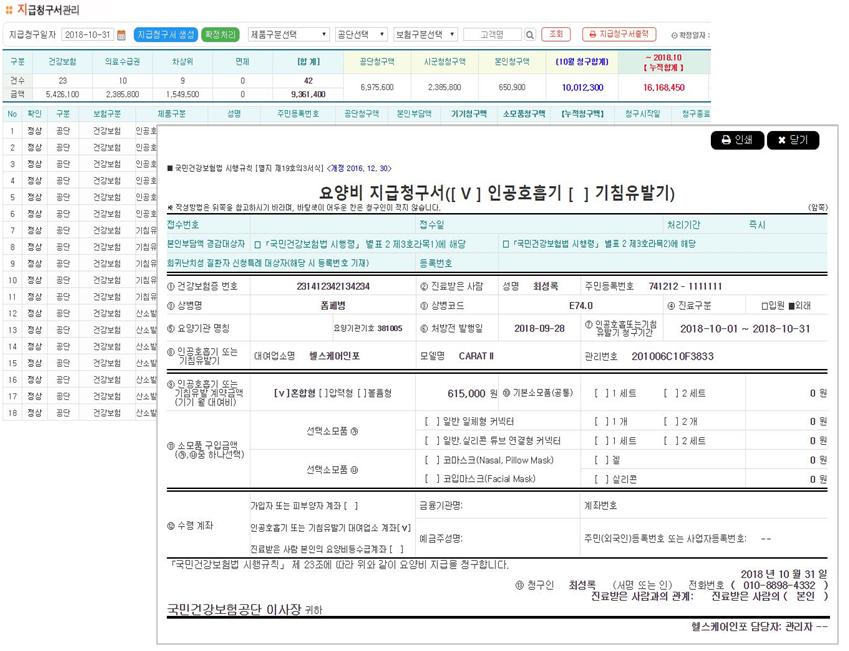 지급청구서관리
지급청구일자 2018-10-31 지급청구서 생성 확정처리 제품구분선택 공단선택 보험구분선택 고객명 조회 지급청구서출력 확정일자 :
구분 건강보험 의료수급권 차상위 면제 [합 계] 공단청구액 시군청청구액 본인청구액 (10월 청구합계) ~ 2018.10 [ 누적합계 ]
건수 23 10 9 0 42 6,975,600 2,385,800 650,900 10,012,300 16,168,450
금액 5,426,100 2,385,800 1,549,500 0 9,361,400
No 확인 구분 보험구분 제품구분 성명 주민등록번호 공단청구액 본인부담액 기기청구액 소모품청구액 [누적청구액] 청구시작일 청구종료
1 정상 공단 건강보험 인공호
2 정상 공단 건강보험 인공호
3 정상 공단 건강보험 인공호
4 정상 공단 건강보험 인공호
5 정상 공단 건강보험 인공호
6 정상 공단 건강보험 인공호
7 정상 공단 건강보험 기침유
8 정상 공단 건강보험 기침유
9 정상 공단 건강보험 기침유
10 정상 공단 건강보험 기침유
11 정상 공단 건강보험 기침유
12 정상 공단 건강보험 산소발
13 정상 공단 건강보험 산소발
14 정상 공단 건강보험 산소발
15 정상 공단 건강보험 산소발
16 정상 공단 건강보험 산소발
17 정상 공단 건강보험 산소발
18 정상 공단 건강보험 산소발
인쇄 닫기
■ 국민건강보험법 시행규칙 [별지 제19호의3서식] <개정 2016. 12. 30>
요양비 지급청구서([ V ] 인공호흡기 [ ] 기침유발기)
※ 작성방법은 뒤쪽을 참고하시기 바라며, 바탕색이 어두운 칸은 청구인이 적지 않습니다. (앞쪽)
접수번호 접수일 처리기간 즉시
본인부담액 경감대상자 □「국민건강보험법 시행령」 별표 2 제3호라목1)에 해당 □「국민건강보험법 시행령」 별표 2 제3호라목2)에 해당
희귀난치성 질환자 신청특례 대상자(해당 시 등록번호 기재) 등록번호
① 건강보험증 번호 231412342134234 ② 진료받은 사람 성명 최성록 주민등록번호 741212 - 1111111
③ 상병명 폼페병 ③ 상병코드 E74.0 ④ 진료구분 □입원 ■외래
⑤ 요양기관 명칭 요양기관기호 381005 ⑥ 처방전 발행일 2018-09-28 ⑦ 인공호흡또는기침 유발기 청구기간 2018-10-01 ~ 2018-10-31
⑧ 인공호흡기 또는 기침유발기 대여업소명 헬스케어인포 모델명 CARAT II 관리번호 201006C10F3833
⑨ 인공호흡기 또는 기침유발기 계약금액 (기기 월 대여비) [v]혼합형 [ ]압력형 [ ]볼륨형 615,000 원 ⑩ 기본소모품(공통) [ ] 1 세트 [ ] 2 세트 0 원
⑪ 소모품 구입금액 (㉮,㉯중 하나선택) 선택소모품 ㉮ [ ] 일반 일체형 커넥터 [ ] 1 개 [ ] 2 개 0 원
[ ] 일반.실리콘 튜브 연결형 커넥터 [ ] 1 세트 [ ] 2 세트 0 원
선택소모품 ㉯ [ ] 코마스크(Nasal, Pillow Mask) [ ] 겔 0 원
[ ] 코입마스크(Facial Mask) [ ] 실리콘 0 원
⑫ 수령 계좌 가입자 또는 피부양자 계좌 [ ] 금융기관명: 계좌번호
인공호흡기 또는 기침유발기 대여업소 계좌[v] 예금주성명: 주민(외국인)등록번호 또는 사업자등록번호: --
진료받은 사람 본인의 요양비등수급계좌 [ ]
「국민건강보험법 시행규칙」 제 23조에 따라 위와 같이 요양비 지급을 청구합니다.
2018 년 10 월 31 일
⑬ 청구인 최성록 (서명 또는 인) 전화번호 ( 010-8898-4332 )
진료받은 사람과의 관계: 진료받은 사람의 ( 본인 )
국민건강보험공단 이사장 귀하
헬스케어인포 담당자: 관리자 --